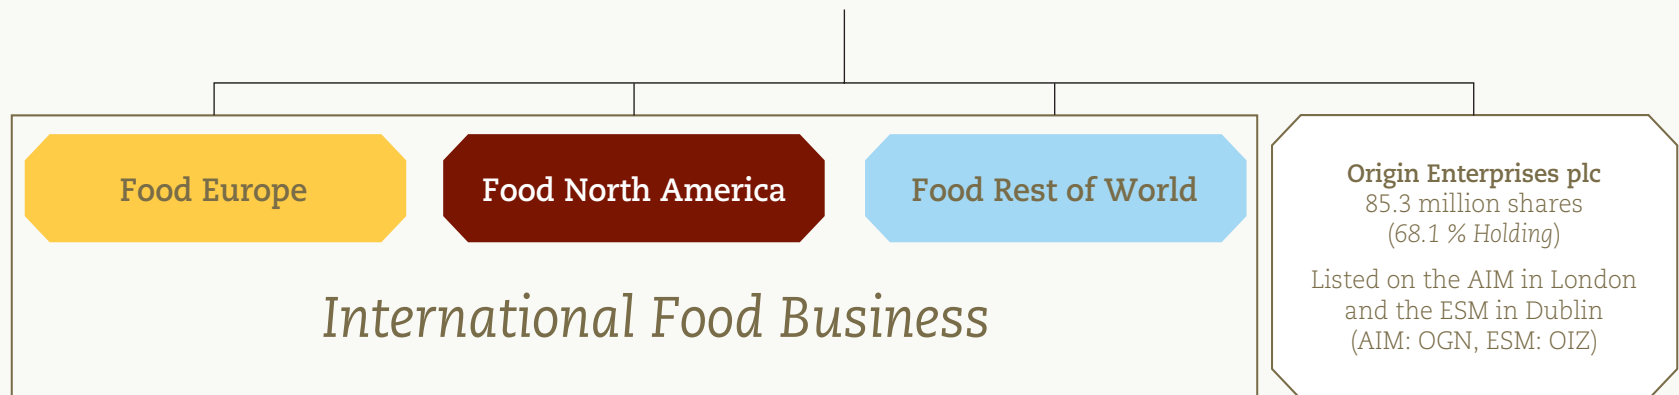 Food Europe
Food North America
Food Rest of World
International Food Business
Origin Enterprises plc
85.3 million shares
(68.1 % Holding)
Listed on the AIM in London
and the ESM in Dublin
(AIM: OGN, ESM: OIZ)